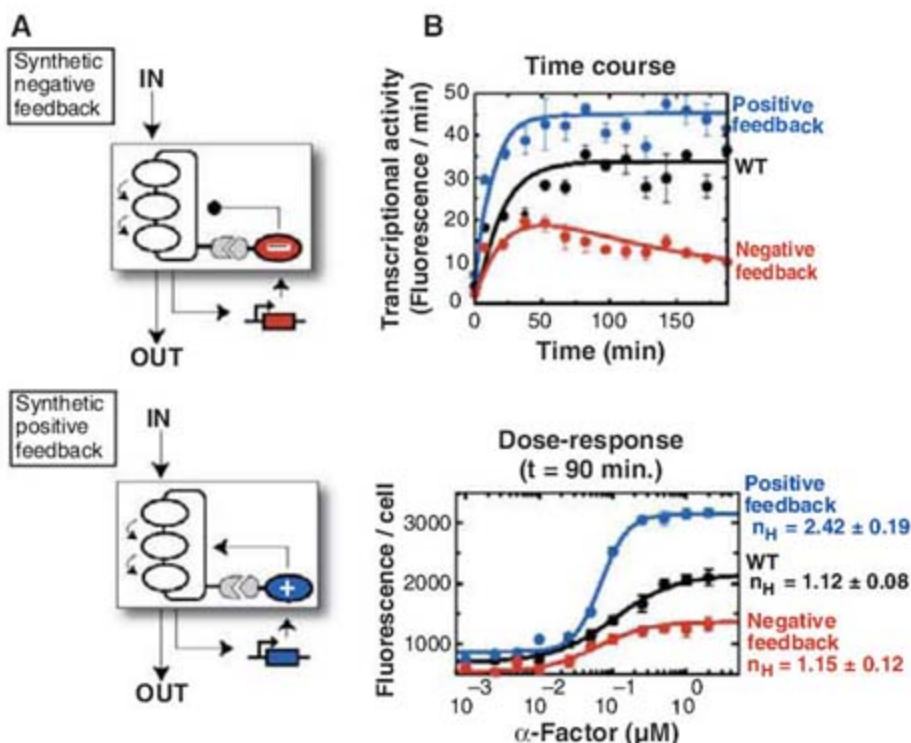 A
Synthetic
negative
feedback
IN
OUT
Synthetic
positive
feedback
IN
+
OUT
B
Time course
Transcriptional activity
(Fluorescence / min)
50
40
30
20
10
0
0 50 100 150
Time (min)
Positive
feedback
WT
Negative
feedback
Dose-response
(t = 90 min.)
Fluorescence / cell
3000
2000
1000
10 −3 10 −2 10 −1 10 0
α-Factor (µM)
Positive
feedback
n_H = 2.42 ± 0.19
WT
n_H = 1.12 ± 0.08
Negative
feedback
n_H = 1.15 ± 0.12